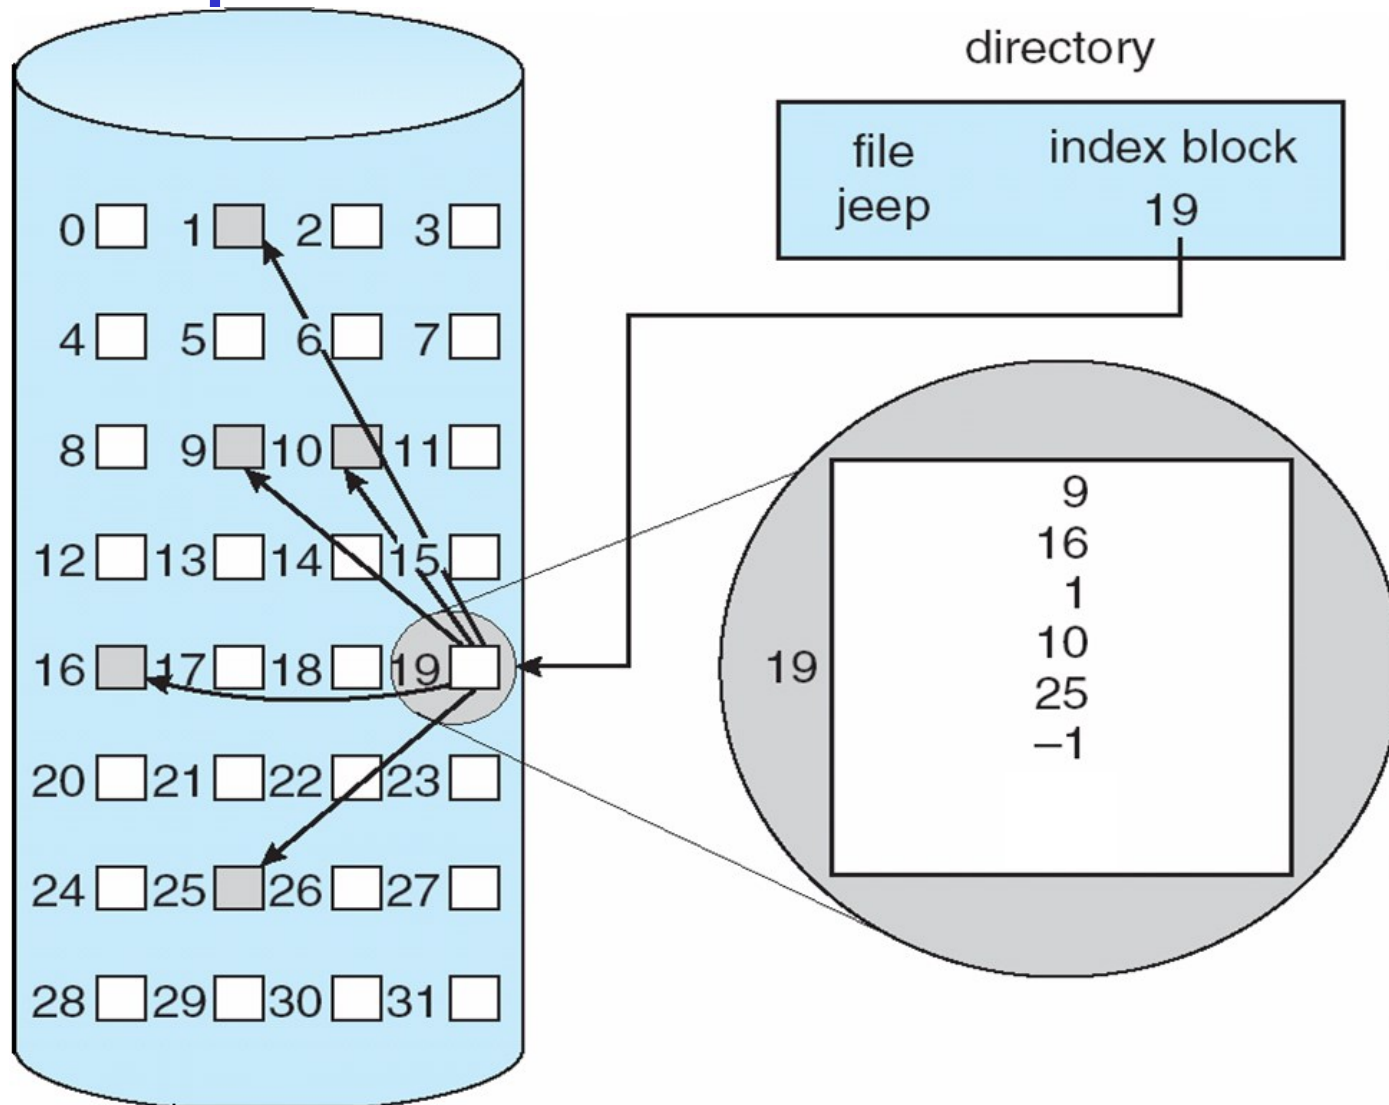 directory
file index block
jeep 19
0 1 2 3
4 5 6 7
8 9 10 11
12 13 14 15
16 17 18 19
20 21 22 23
24 25 26 27
28 29 30 31
19
9
16
1
10
25
–1